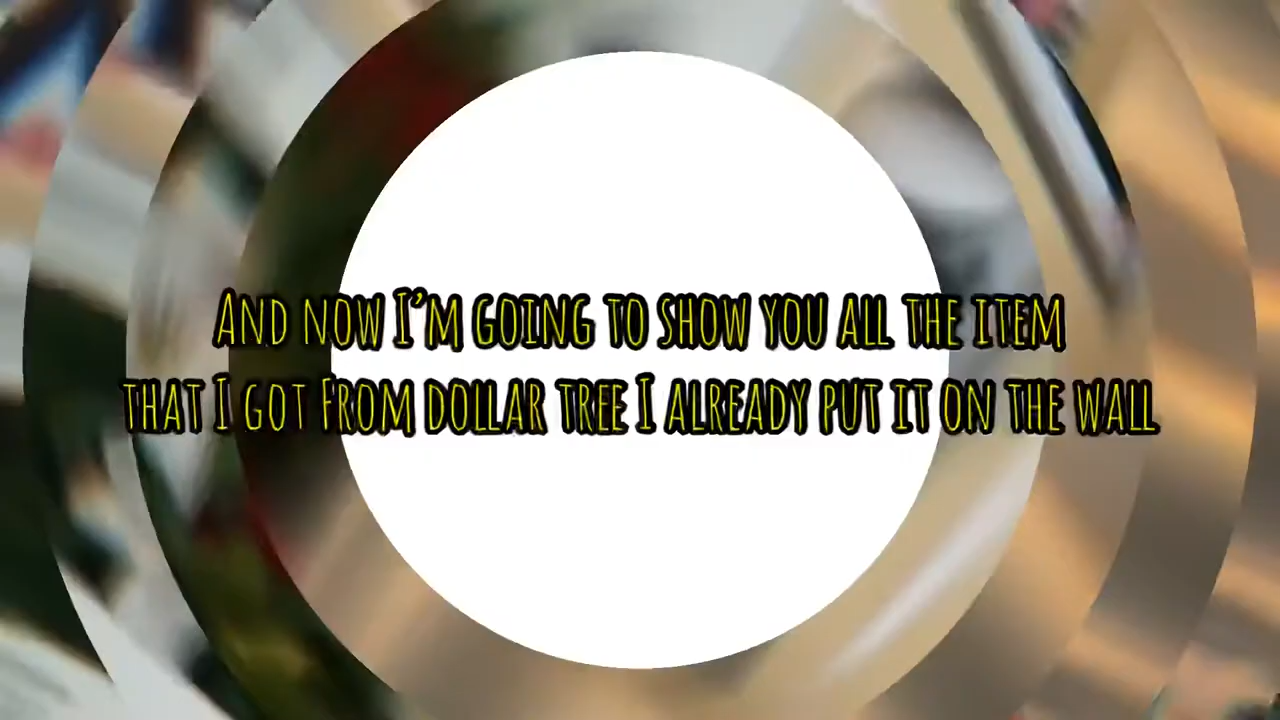 And now I'm going to show you all the item
that I got from dollar tree I already put it on the wall